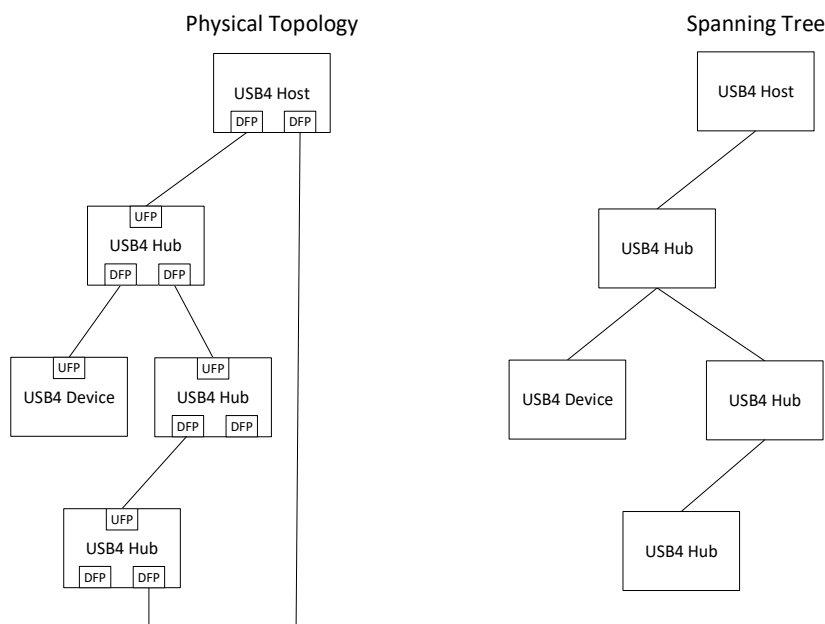 Physical Topology
USB4 Host
DFP DFP
UFP
USB4 Hub
DFP DFP
UFP
USB4 Device
UFP
USB4 Hub
DFP DFP
UFP
USB4 Hub
DFP DFP
Spanning Tree
USB4 Host
USB4 Hub
USB4 Device
USB4 Hub
USB4 Hub